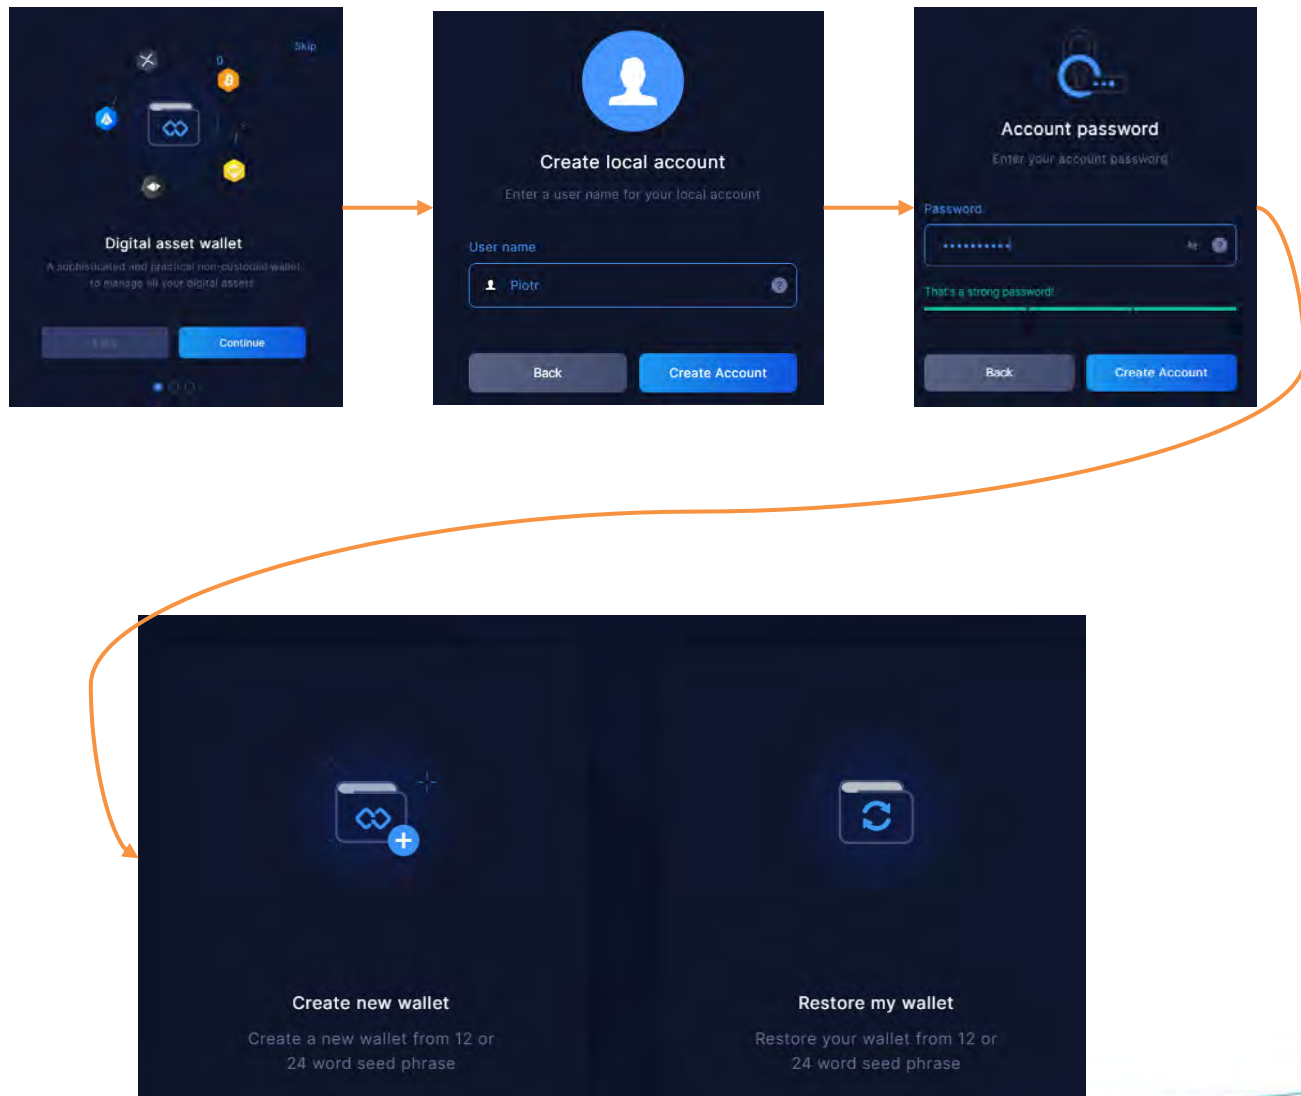 Skip
Digital asset wallet
A sophisticated and practical non-custodial wallet
to manage all your digital assets
Continue
Create local account
Enter a user name for your local account
User name
Piotr
Back
Create Account
Account password
Enter your account password
Password
That's a strong password!
Back
Create Account
Create new wallet
Create a new wallet from 12 or
24 word seed phrase
Restore my wallet
Restore your wallet from 12 or
24 word seed phrase